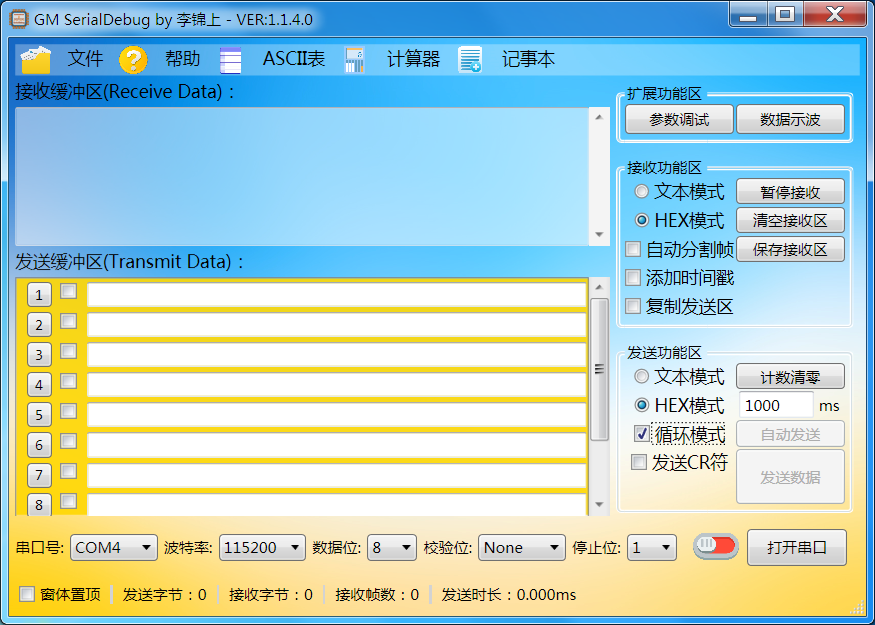 GM SerialDebug by 李锦上 - VER:1.1.4.0
文件 帮助 ASCII表 计算器 记事本
接收缓冲区(Receive Data)：
扩展功能区
参数调试 数据示波
接收功能区
文本模式 暂停接收
HEX模式 清空接收区
自动分割帧 保存接收区
添加时间戳
复制发送区
发送缓冲区(Transmit Data)：
1
2
3
4
5
6
7
8
发送功能区
文本模式 计数清零
HEX模式 1000 ms
循环模式 自动发送
发送CR符 发送数据
串口号: COM4 波特率: 115200 数据位: 8 校验位: None 停止位: 1 打开串口
窗体置顶 发送字节：0 接收字节：0 接收帧数：0 发送时长：0.000ms